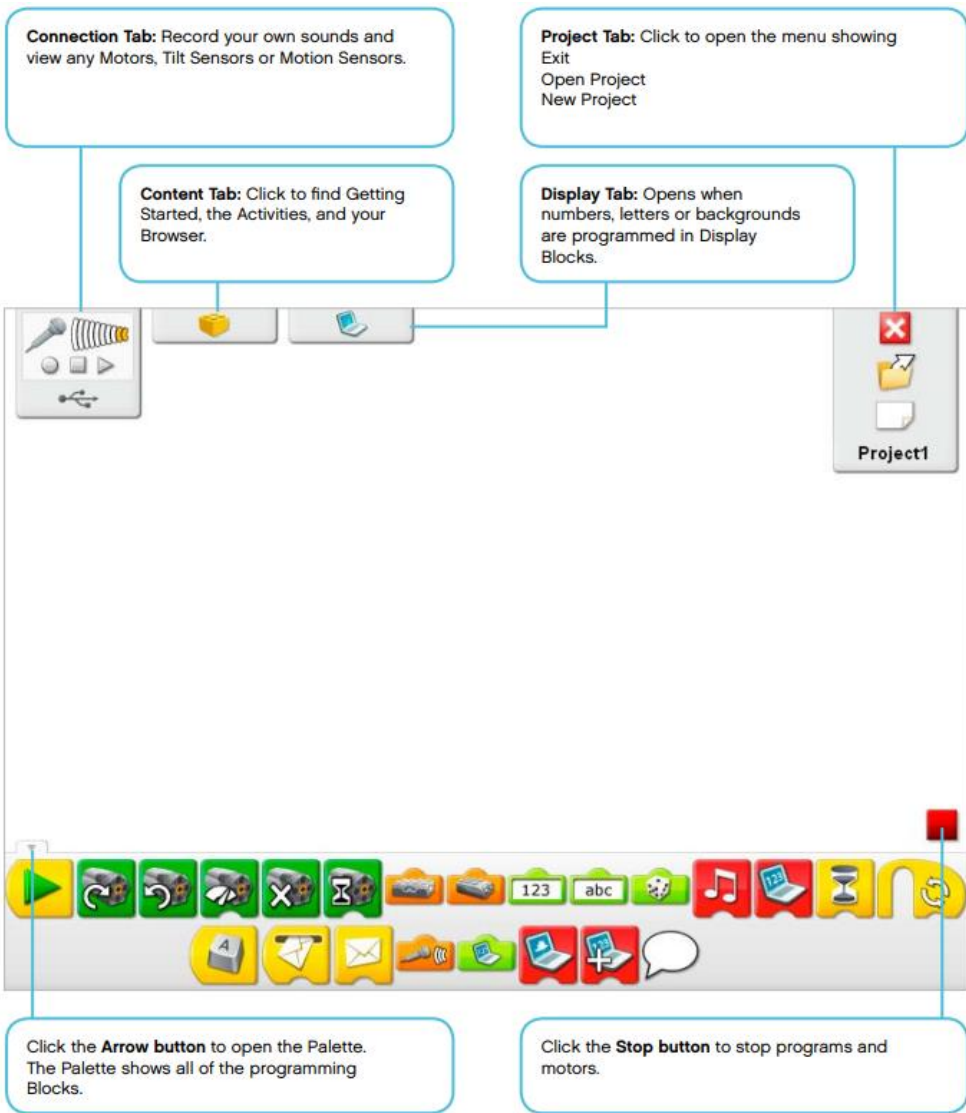 Connection Tab: Record your own sounds and
view any Motors, Tilt Sensors or Motion Sensors.
Project Tab: Click to open the menu showing
Exit
Open Project
New Project
Content Tab: Click to find Getting
Started, the Activities, and your
Browser.
Display Tab: Opens when
numbers, letters or backgrounds
are programmed in Display
Blocks.
Project1
123
abc
123
A
123
Click the Arrow button to open the Palette.
The Palette shows all of the programming
Blocks.
Click the Stop button to stop programs and
motors.